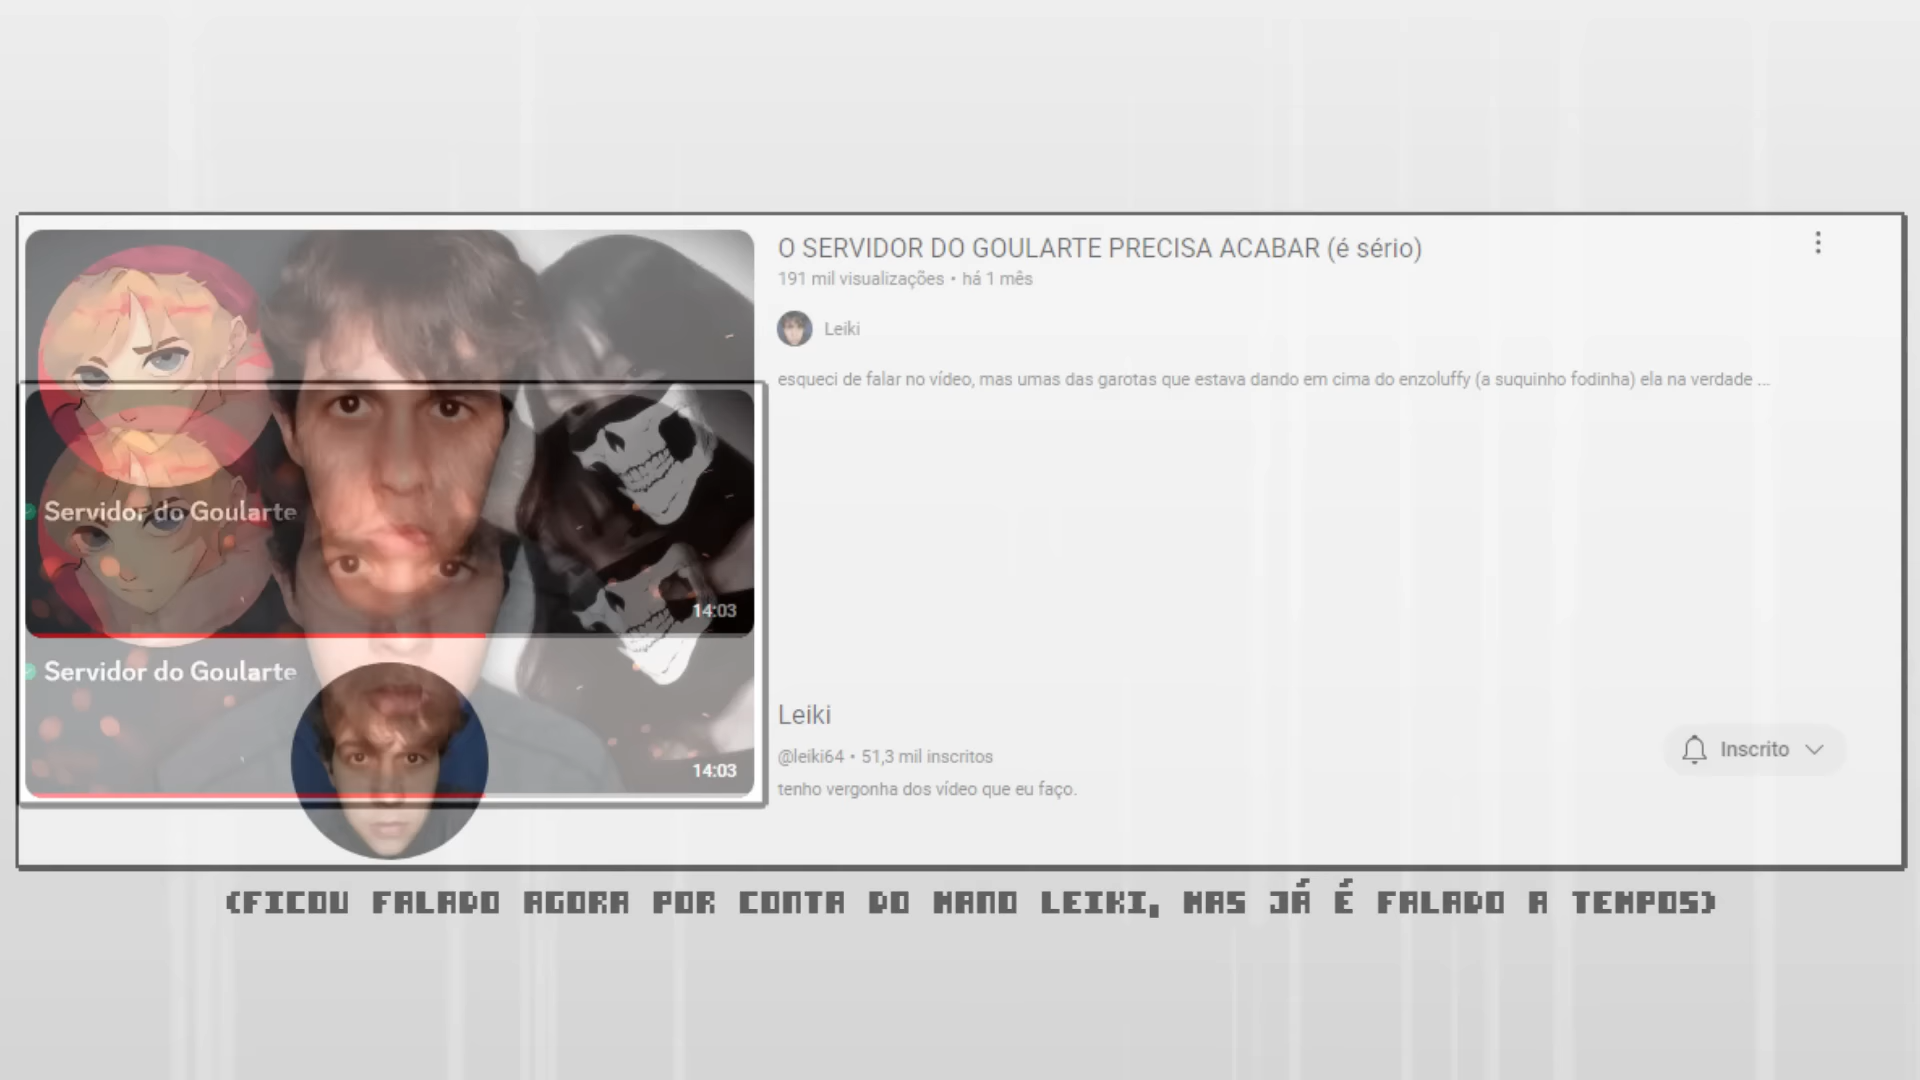 O SERVIDOR DO GOULARTE PRECISA ACABAR (é sério)
191 mil visualizações • há 1 mês
Leiki
esqueci de falar no vídeo, mas umas das garotas que estava dando em cima do enzoluffy (a suquinho fodinha) ela na verdade ...
Servidor do Goularte
14:03
Servidor do Goularte
14:03
Leiki
@leiki64 • 51,3 mil inscritos
tenho vergonha dos vídeo que eu faço.
Inscrito
(FICOU FALADO AGORA POR CONTA DO MANO LEIKI, MAS JÁ É FALADO A TEMPOS)